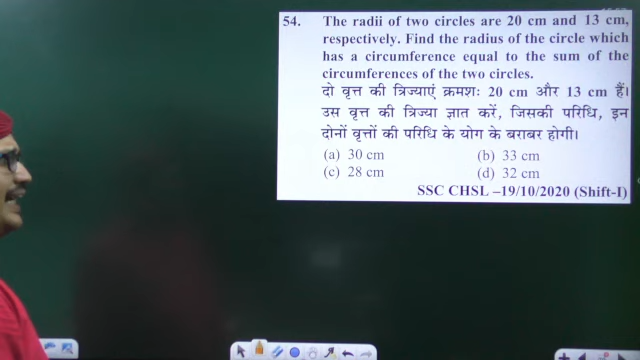 54. The radii of two circles are 20 cm and 13 cm,
respectively. Find the radius of the circle which
has a circumference equal to the sum of the
circumferences of the two circles.
दो वृत्त की त्रिज्याएं क्रमशः 20 cm और 13 cm हैं।
उस वृत्त की त्रिज्या ज्ञात करें, जिसकी परिधि, इन
दोनों वृत्तों की परिधि के योग के बराबर होगी।
(a) 30 cm (b) 33 cm
(c) 28 cm (d) 32 cm
SSC CHSL –19/10/2020 (Shift-I)